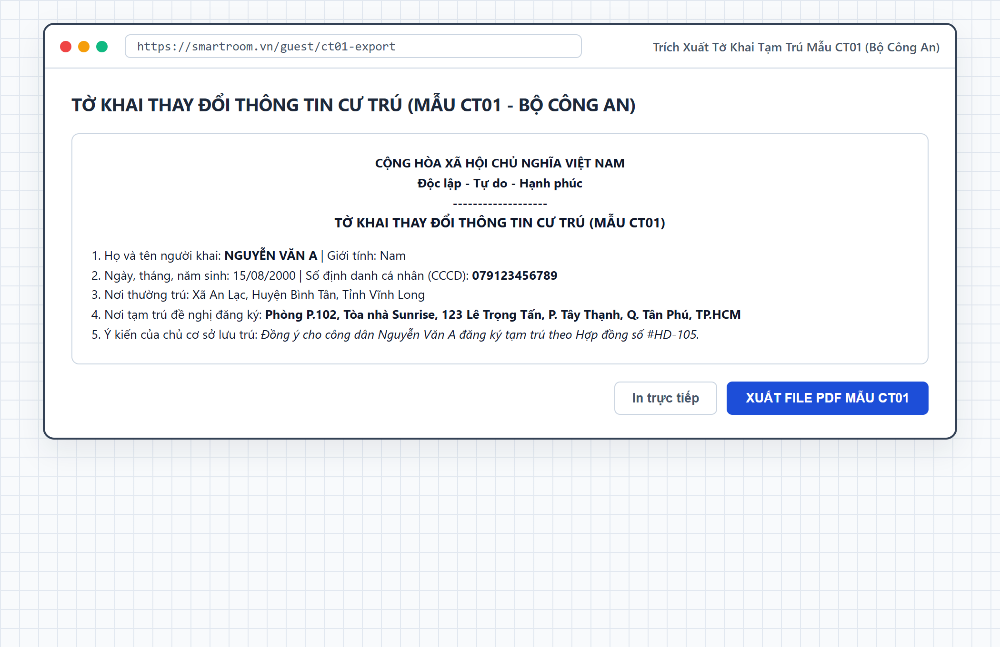 https://smartroom.vn/guest/ct01-export
Trích Xuất Tờ Khai Tạm Trú Mẫu CT01 (Bộ Công An)
TỜ KHAI THAY ĐỔI THÔNG TIN CƯ TRÚ (MẪU CT01 - BỘ CÔNG AN)
CỘNG HÒA XÃ HỘI CHỦ NGHĨA VIỆT NAM
Độc lập - Tự do - Hạnh phúc
-------------------
TỜ KHAI THAY ĐỔI THÔNG TIN CƯ TRÚ (MẪU CT01)
1. Họ và tên người khai: NGUYỄN VĂN A | Giới tính: Nam
2. Ngày, tháng, năm sinh: 15/08/2000 | Số định danh cá nhân (CCCD): 079123456789
3. Nơi thường trú: Xã An Lạc, Huyện Bình Tân, Tỉnh Vĩnh Long
4. Nơi tạm trú đề nghị đăng ký: Phòng P.102, Tòa nhà Sunrise, 123 Lê Trọng Tấn, P. Tây Thạnh, Q. Tân Phú, TP.HCM
5. Ý kiến của chủ cơ sở lưu trú: Đồng ý cho công dân Nguyễn Văn A đăng ký tạm trú theo Hợp đồng số #HD-105.
In trực tiếp
XUẤT FILE PDF MẪU CT01